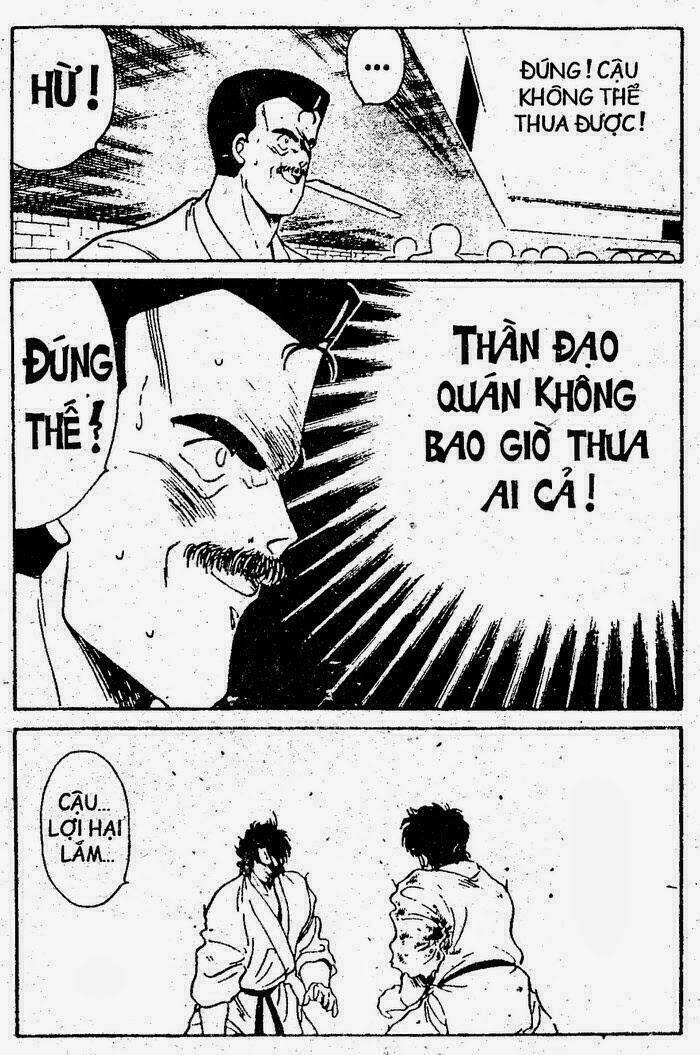 HỪ!
...
ĐÚNG! CẬU
KHÔNG THỂ
THUA ĐƯỢC!
ĐÚNG
THẾ!
THẦN ĐẠO
QUÁN KHÔNG
BAO GIỜ THUA
AI CẢ!
CẬU...
LỢI HẠI
LẮM...